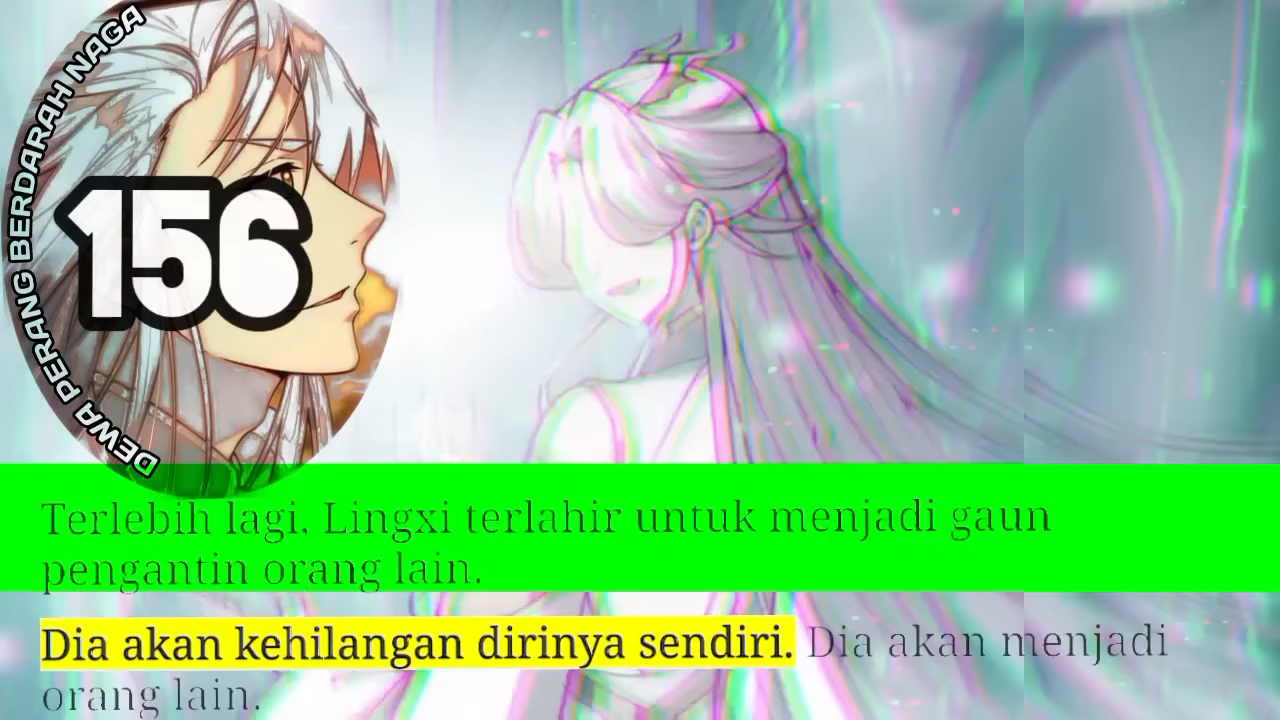 DEWA PERANG BERDARAH NAGA
156
Terlebih lagi, Lingxi terlahir untuk menjadi gaun
pengantin orang lain.
Dia akan kehilangan dirinya sendiri. Dia akan menjadi
orang lain.